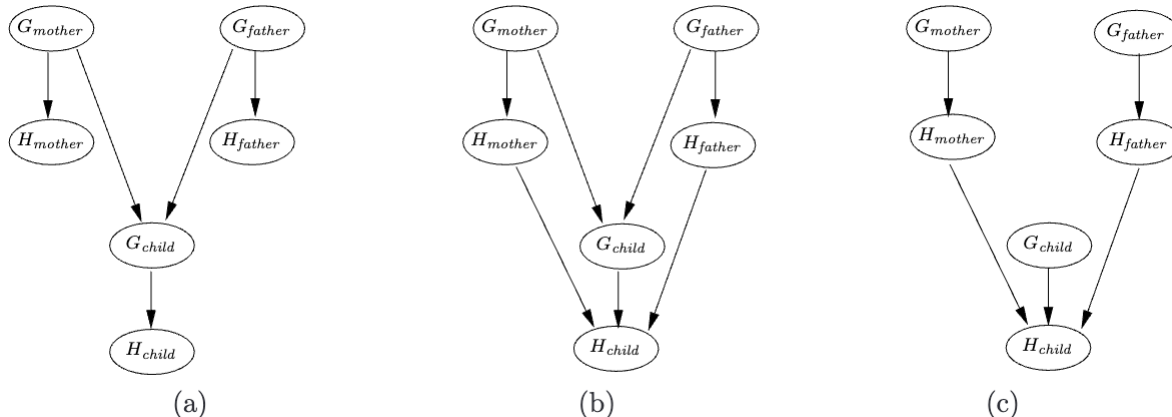 G_mother G_father G_mother G_father G_mother G_father
H_mother H_father H_mother H_father H_mother H_father
G_child G_child G_child
H_child H_child H_child
(a) (b) (c)